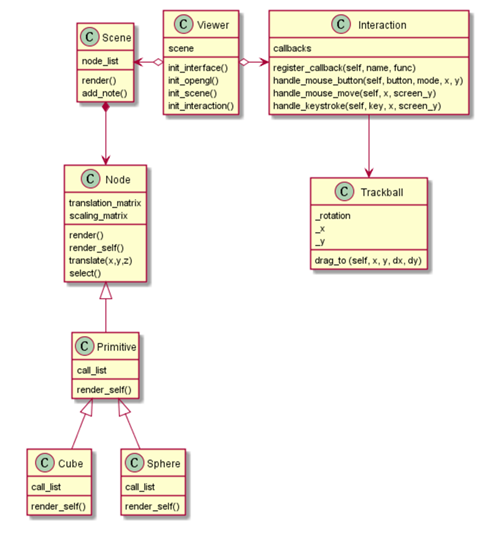 C Scene
node_list
render()
add_note()
C Viewer
scene
init_interface()
init_opengl()
init_scene()
init_interaction()
C Interaction
callbacks
register_callback(self, name, func)
handle_mouse_button(self, button, mode, x, y)
handle_mouse_move(self, x, screen_y)
handle_keystroke(self, key, x, screen_y)
C Node
translation_matrix
scaling_matrix
render()
render_self()
translate(x,y,z)
select()
C Trackball
_rotation
_x
_y
drag_to (self, x, y, dx, dy)
C Primitive
call_list
render_self()
C Cube
call_list
render_self()
C Sphere
call_list
render_self()